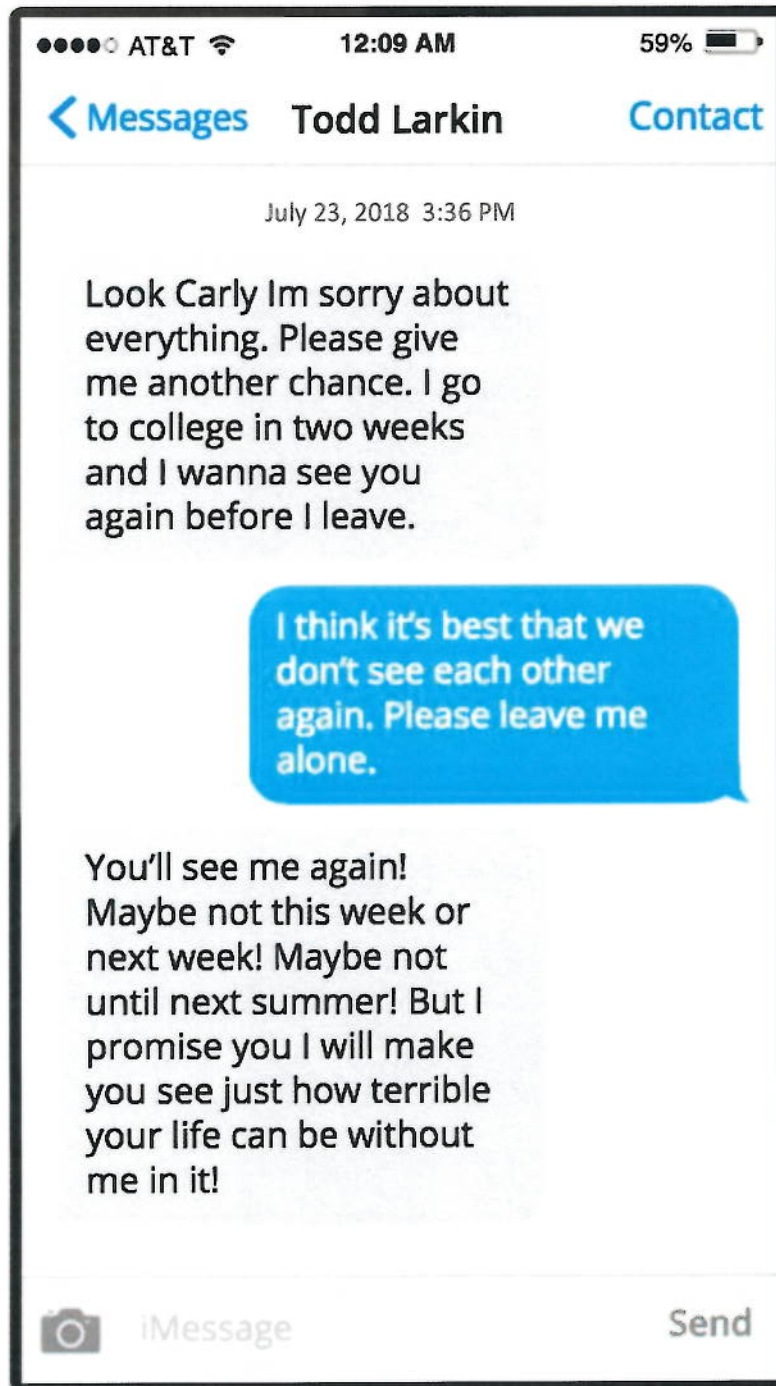 AT&T 12:09 AM 59%
Messages Todd Larkin Contact
July 23, 2018 3:36 PM
Look Carly Im sorry about
everything. Please give
me another chance. I go
to college in two weeks
and I wanna see you
again before I leave.
I think it's best that we
don't see each other
again. Please leave me
alone.
You'll see me again!
Maybe not this week or
next week! Maybe not
until next summer! But I
promise you I will make
you see just how terrible
your life can be without
me in it!
iMessage Send